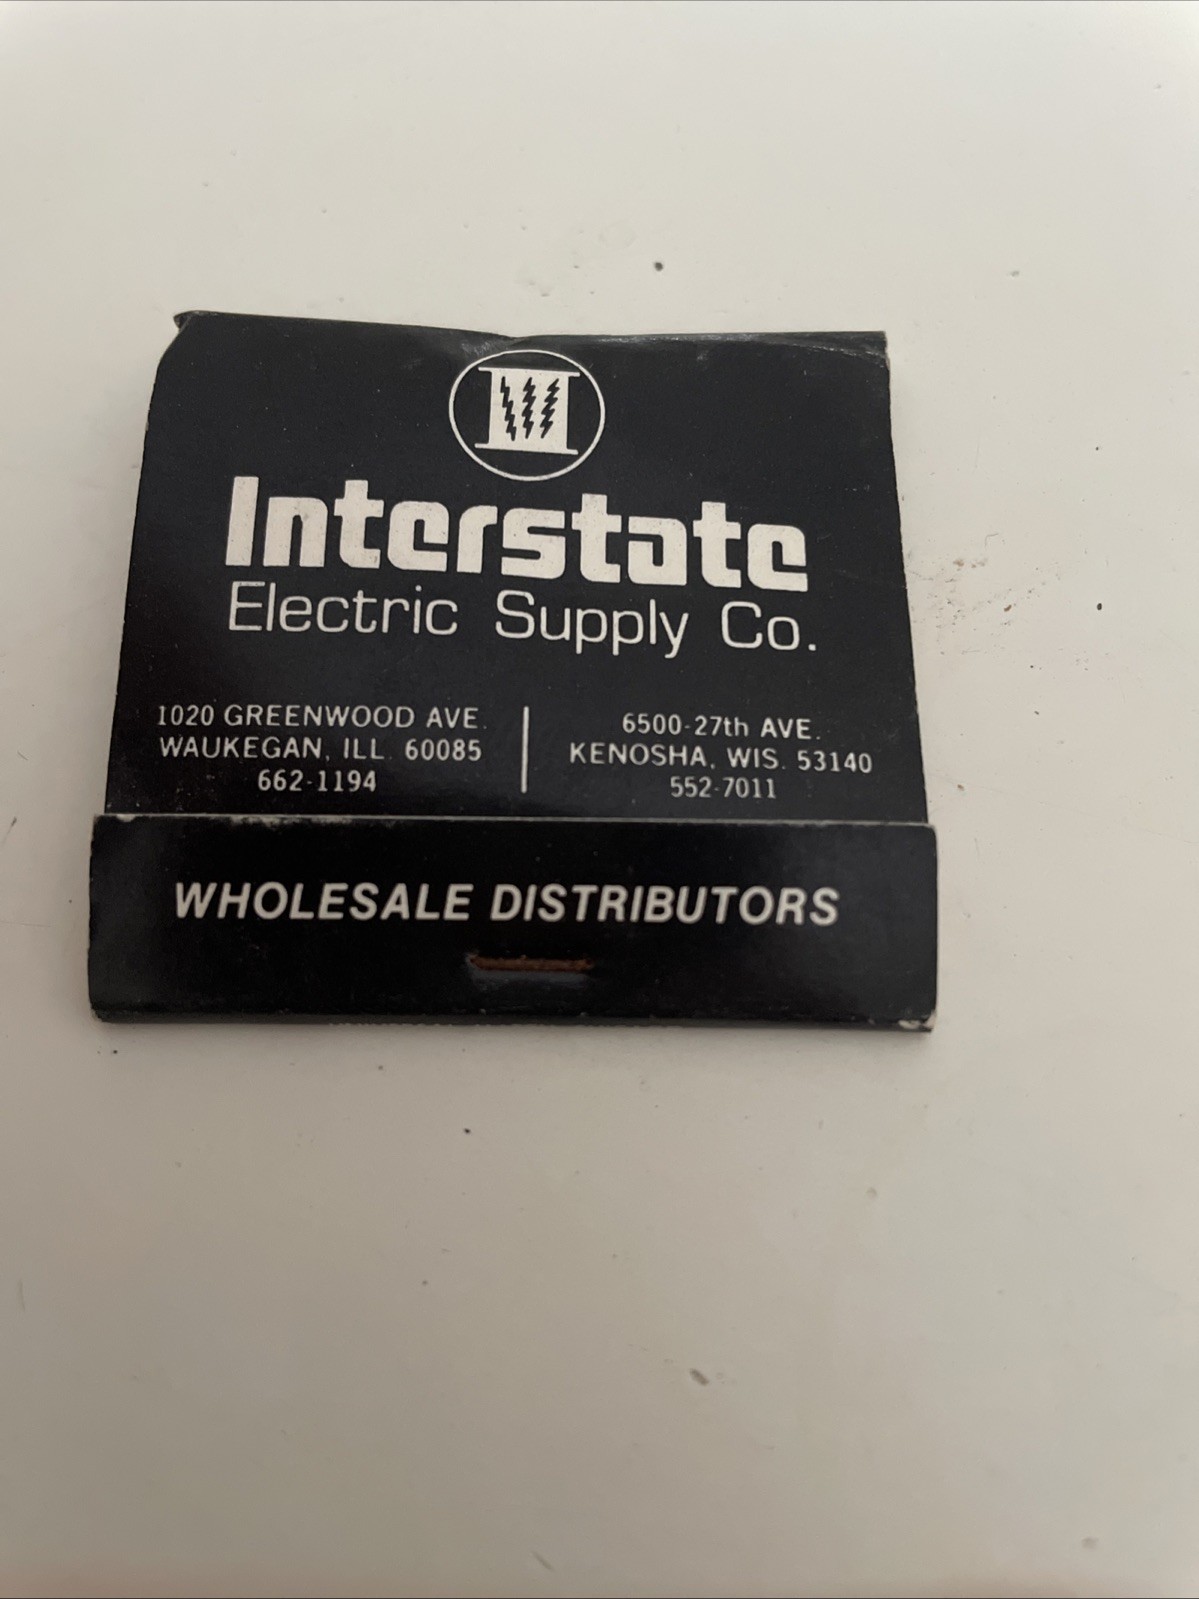 Interstate
Electric Supply Co.
1020 GREENWOOD AVE.
WAUKEGAN, ILL. 60085
662-1194
6500-27th AVE.
KENOSHA, WIS. 53140
552-7011
WHOLESALE DISTRIBUTORS